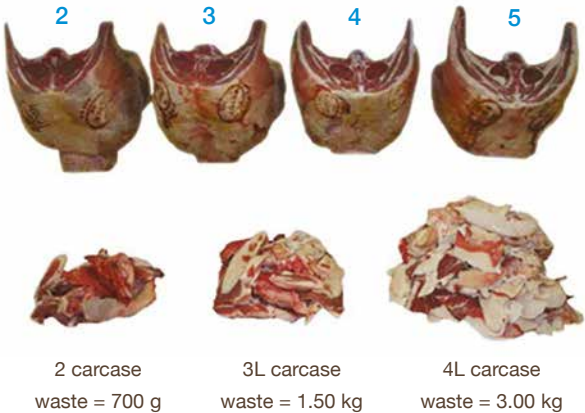 2 3 4 5
2 carcase 3L carcase 4L carcase
waste = 700 g waste = 1.50 kg waste = 3.00 kg